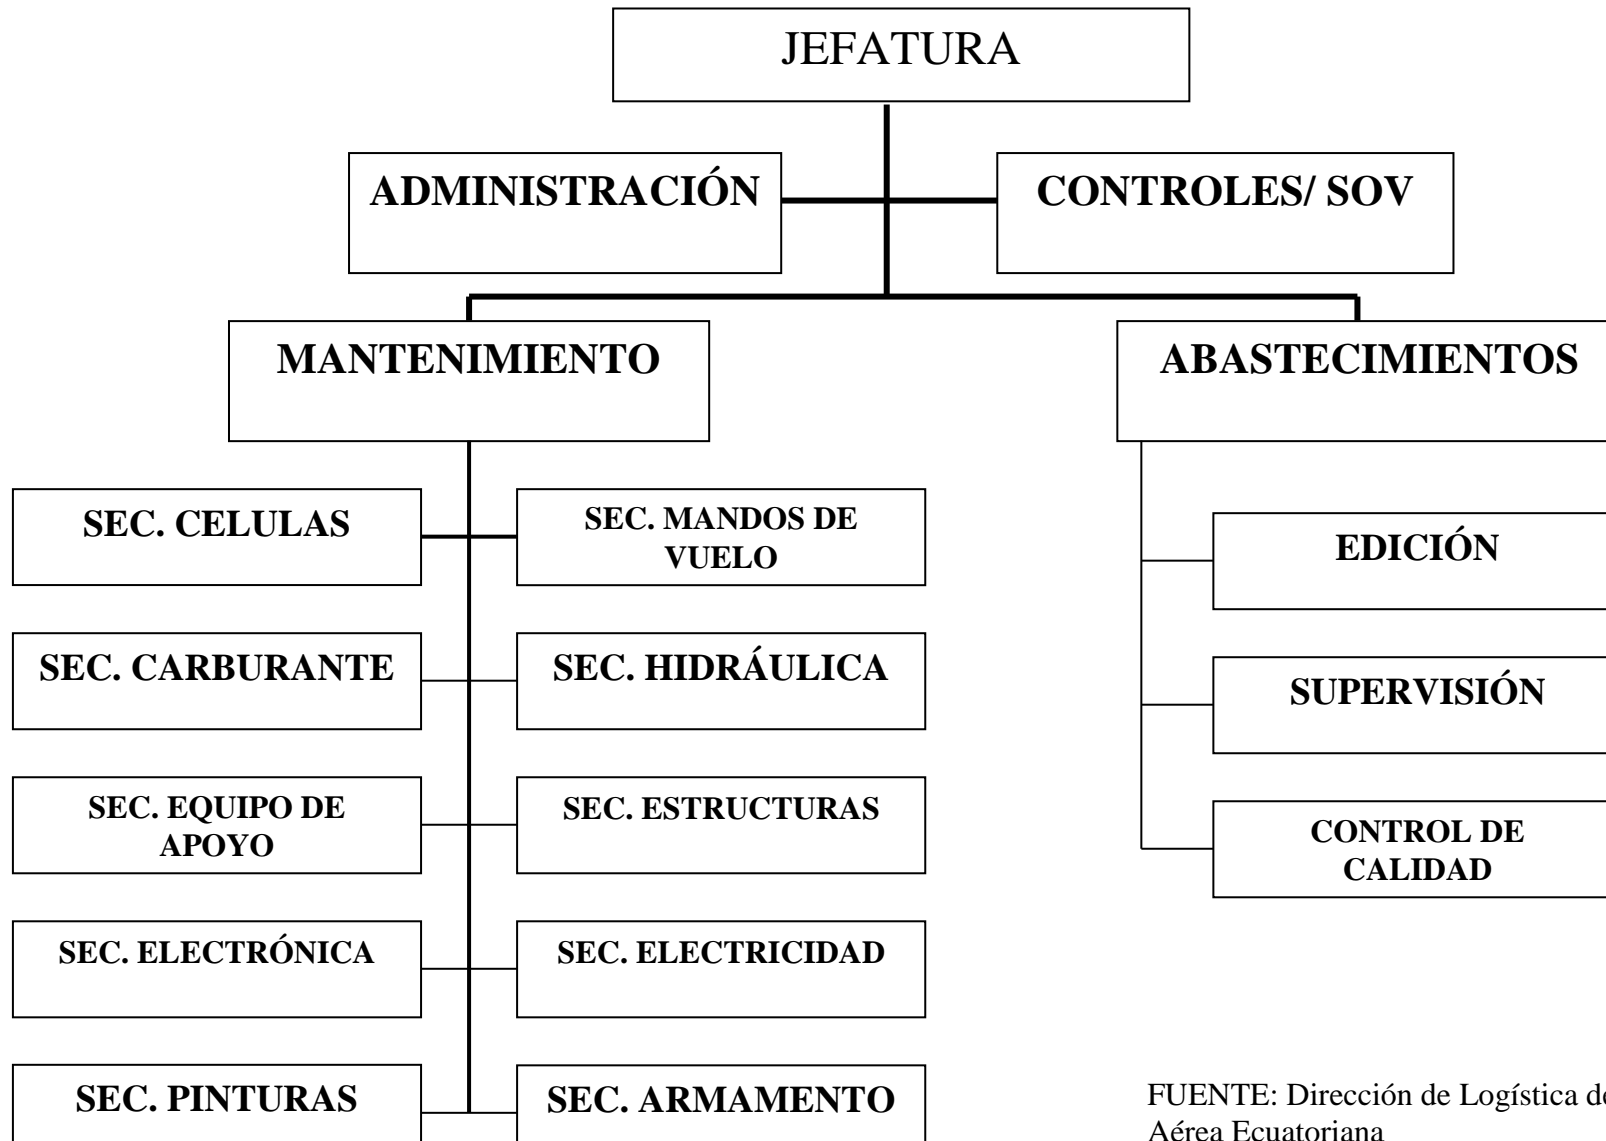 JEFATURA
ADMINISTRACIÓN
CONTROLES/ SOV
MANTENIMIENTO
ABASTECIMIENTOS
SEC. CELULAS
SEC. MANDOS DE
VUELO
SEC. CARBURANTE
SEC. HIDRÁULICA
SEC. EQUIPO DE
APOYO
SEC. ESTRUCTURAS
SEC. ELECTRÓNICA
SEC. ELECTRICIDAD
SEC. PINTURAS
SEC. ARMAMENTO
EDICIÓN
SUPERVISIÓN
CONTROL DE
CALIDAD
FUENTE: Dirección de Logística de
Aérea Ecuatoriana